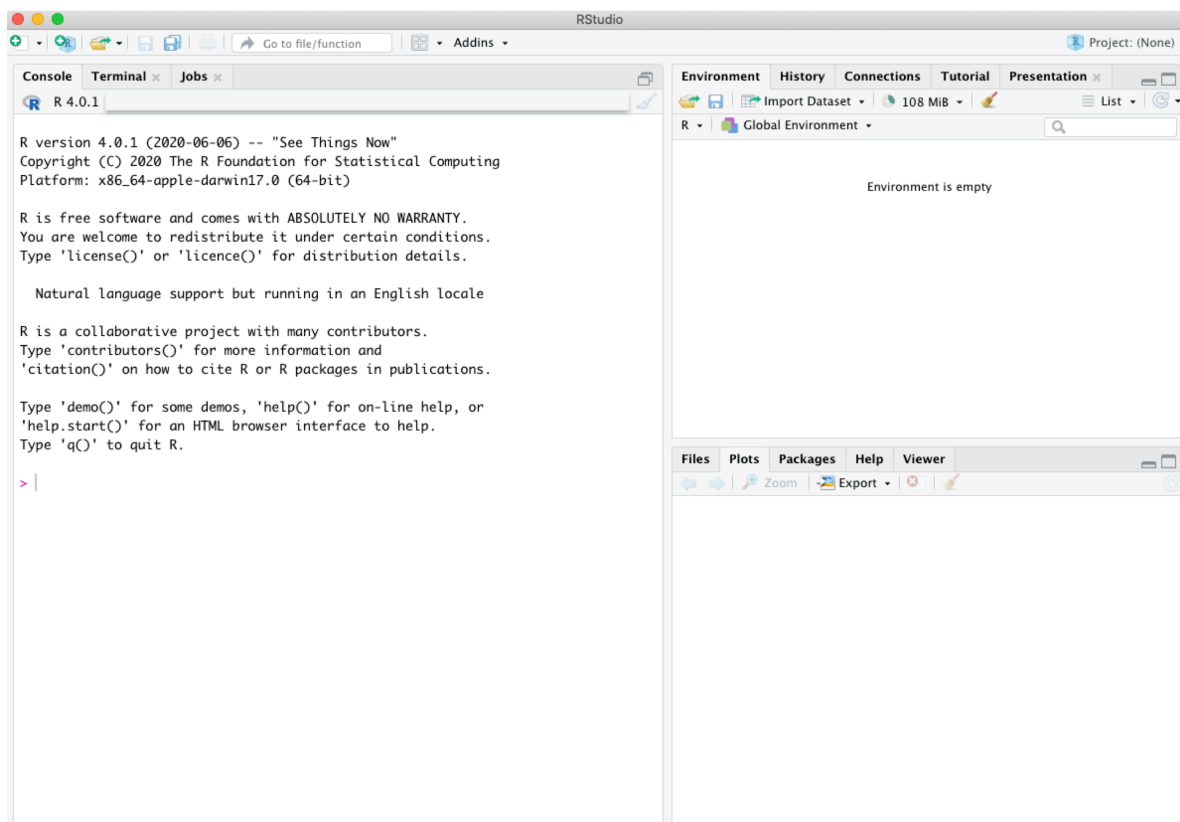 RStudio
Go to file/function
Addins
Project: (None)
Console Terminal Jobs
R 4.0.1
R version 4.0.1 (2020-06-06) -- "See Things Now"
Copyright (C) 2020 The R Foundation for Statistical Computing
Platform: x86_64-apple-darwin17.0 (64-bit)
R is free software and comes with ABSOLUTELY NO WARRANTY.
You are welcome to redistribute it under certain conditions.
Type 'license()' or 'licence()' for distribution details.
Natural language support but running in an English locale
R is a collaborative project with many contributors.
Type 'contributors()' for more information and
'citation()' on how to cite R or R packages in publications.
Type 'demo()' for some demos, 'help()' for on-line help, or
'help.start()' for an HTML browser interface to help.
Type 'q()' to quit R.
>
Environment History Connections Tutorial Presentation
Import Dataset 108 MiB List
R Global Environment
Environment is empty
Files Plots Packages Help Viewer
Zoom Export